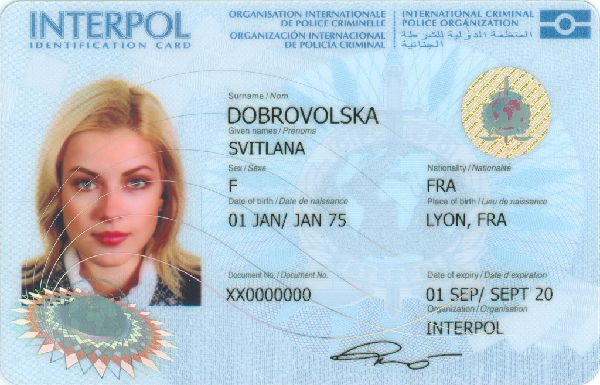 INTERPOL
IDENTIFICATION CARD
ORGANISATION INTERNATIONALE
DE POLICE CRIMINELLE
ORGANIZACIÓN INTERNACIONAL
DE POLICÍA CRIMINAL
INTERNATIONAL CRIMINAL
POLICE ORGANIZATION
المنظمة الدولية للشرطة
الجنائية
Surname / Nom
DOBROVOLSKA
Given names / Prénoms
SVITLANA
Sex / Sexe
F
Nationality / Nationalité
FRA
Date of birth / Date de naissance
01 JAN/ JAN 75
Place of birth / Lieu de naissance
LYON, FRA
Document No. / Document No.
XX0000000
Date of expiry / Date d'expiration
01 SEP/ SEPT 20
Organization / Organisation
INTERPOL